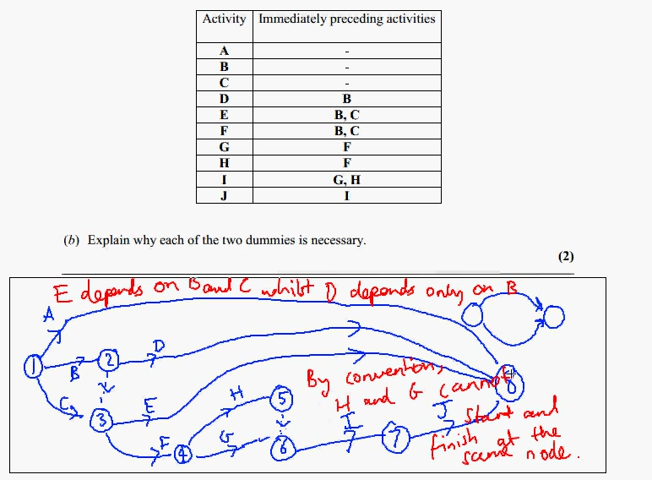 Activity Immediately preceding activities
A -
B -
C -
D B
E B, C
F B, C
G F
H F
I G, H
J I
(b) Explain why each of the two dummies is necessary.
(2)
E depends on B and C whilst D depends only on B
A
D
1 B 2
By convention,
H and G cannot
start and
finish at the
same node.
C 3 E
H 5
8
F 4 G 6 I 7 J